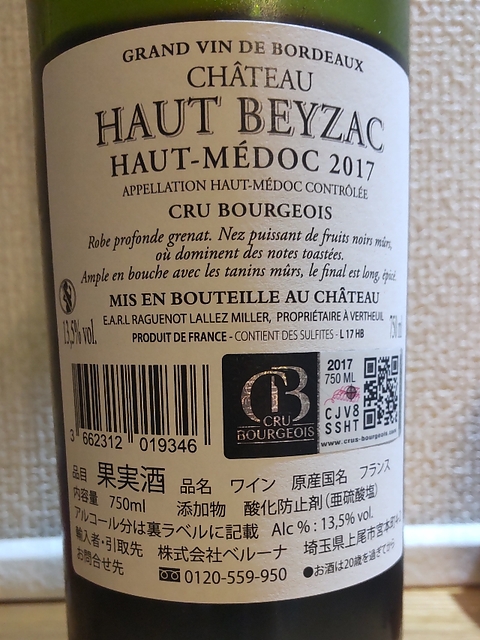 GRAND VIN DE BORDEAUX
CHÂTEAU
HAUT BEYZAC
HAUT-MÉDOC 2017
APPELLATION HAUT-MÉDOC CONTRÔLÉE
CRU BOURGEOIS
Robe profonde grenat. Nez puissant de fruits noirs mûrs,
où dominent des notes toastées.
Ample en bouche avec les tanins mûrs, le final est long, épicé.
MIS EN BOUTEILLE AU CHÂTEAU
13,5% vol.
E.A.R.L RAGUENOT LALLEZ MILLER, PROPRIÉTAIRE À VERTHEUIL
750 ml
PRODUIT DE FRANCE - CONTIENT DES SULFITES - L 17 HB
3 662312 019346
CB
CRU
BOURGEOIS
2017
750 ML
CJV8
SSHT
www.crus-bourgeois.com
品目 果実酒 品名 ワイン 原産国名 フランス
内容量 750ml 添加物 酸化防止剤（亜硫酸塩）
アルコール分は裏ラベルに記載 Alc % : 13,5% vol.
輸入者・引取先 株式会社ベルーナ 埼玉県上尾市宮本町
お問合せ先 0120-559-950 ●お酒は20歳を過ぎてから